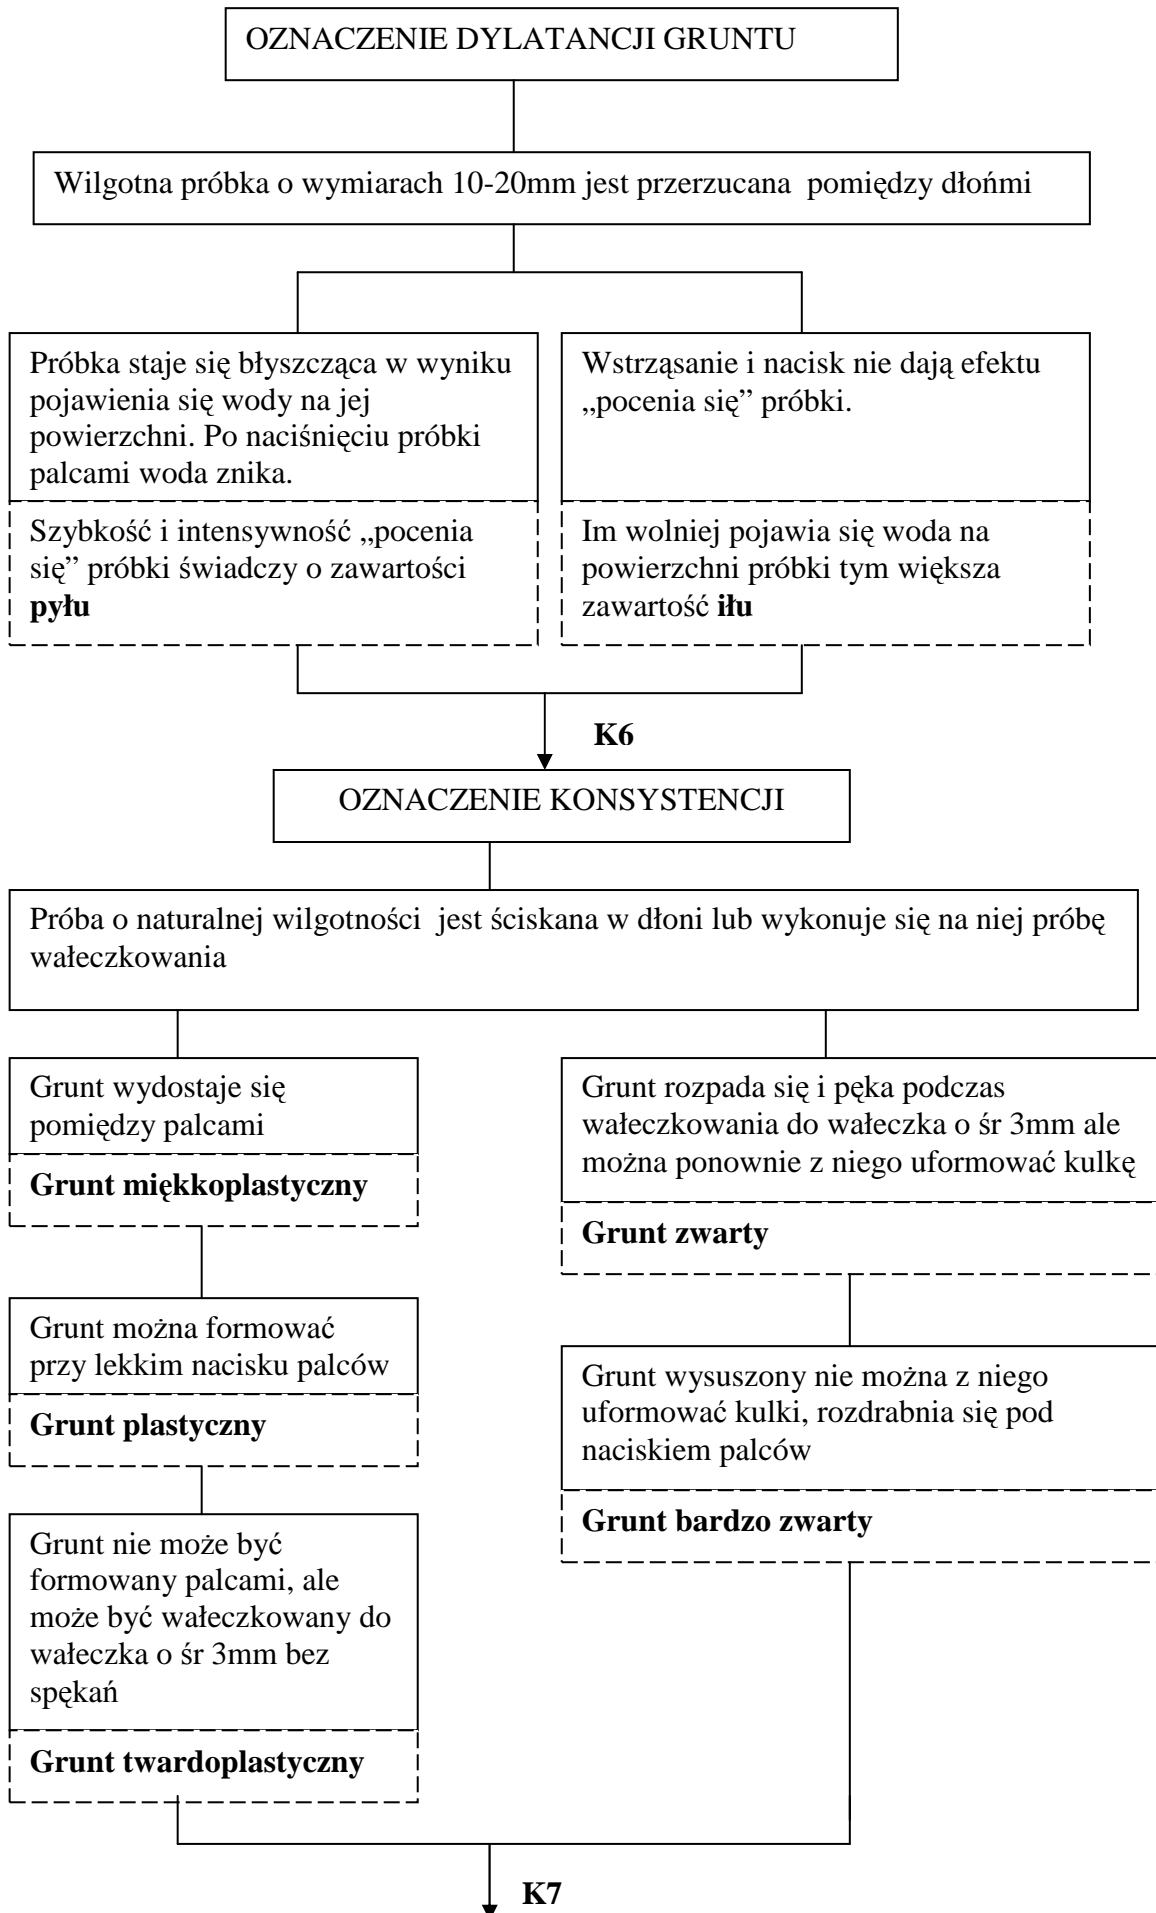 OZNACZENIE DYLATANCJI GRUNTU
Wilgotna próbka o wymiarach 10-20mm jest przerzucana pomiędzy dłońmi
Próbka staje się błyszcząca w wyniku
pojawienia się wody na jej
powierzchni. Po naciśnięciu próbki
palcami woda znika.
Szybkość i intensywność „pocenia
się” próbki świadczy o zawartości
pyłu
Wstrząsanie i nacisk nie dają efektu
„pocenia się” próbki.
Im wolniej pojawia się woda na
powierzchni próbki tym większa
zawartość iłu
K6
OZNACZENIE KONSYSTENCJI
Próba o naturalnej wilgotności jest ściskana w dłoni lub wykonuje się na niej próbę
wałeczkowania
Grunt wydostaje się
pomiędzy palcami
Grunt miękkoplastyczny
Grunt można formować
przy lekkim nacisku palców
Grunt plastyczny
Grunt nie może być
formowany palcami, ale
może być wałeczkowany do
wałeczka o śr 3mm bez
spękań
Grunt twardoplastyczny
Grunt rozpada się i pęka podczas
wałeczkowania do wałeczka o śr 3mm ale
można ponownie z niego uformować kulkę
Grunt zwarty
Grunt wysuszony nie można z niego
uformować kulki, rozdrabnia się pod
naciskiem palców
Grunt bardzo zwarty
K7